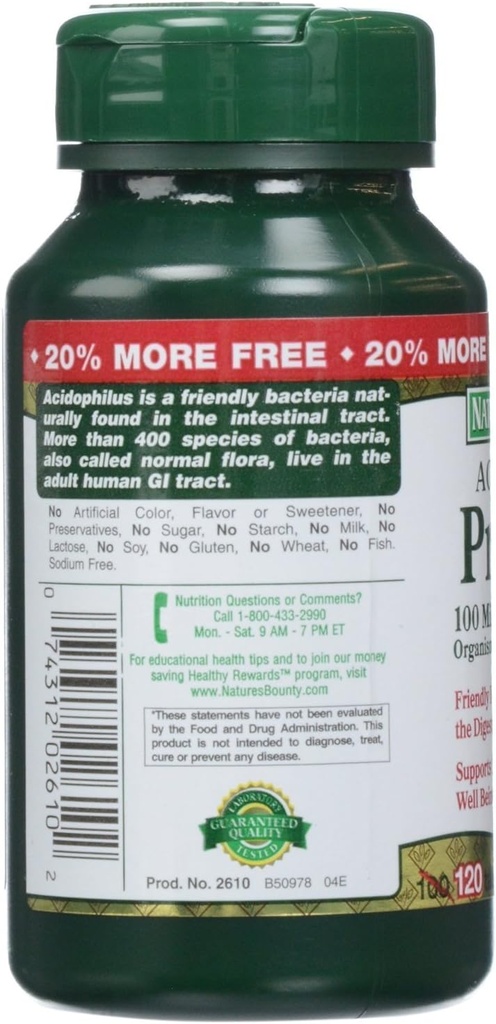 ♦ 20% MORE FREE ♦ 20% MORE
Acidophilus is a friendly bacteria nat-
urally found in the intestinal tract.
More than 400 species of bacteria,
also called normal flora, live in the
adult human GI tract.
No Artificial Color, Flavor or Sweetener, No
Preservatives, No Sugar, No Starch, No Milk, No
Lactose, No Soy, No Gluten, No Wheat, No Fish.
Sodium Free.
0 74312 02610 2
Nutrition Questions or Comments?
Call 1-800-433-2990
Mon. - Sat. 9 AM - 7 PM ET
For educational health tips and to join our money
saving Healthy Rewards™ program, visit
www.NaturesBounty.com
*These statements have not been evaluated
by the Food and Drug Administration. This
product is not intended to diagnose, treat,
cure or prevent any disease.
LABORATORY
GUARANTEED
QUALITY
TESTED
Prod. No. 2610 B50978 04E
100 M
Friendly
the
Supports
Well
100 120